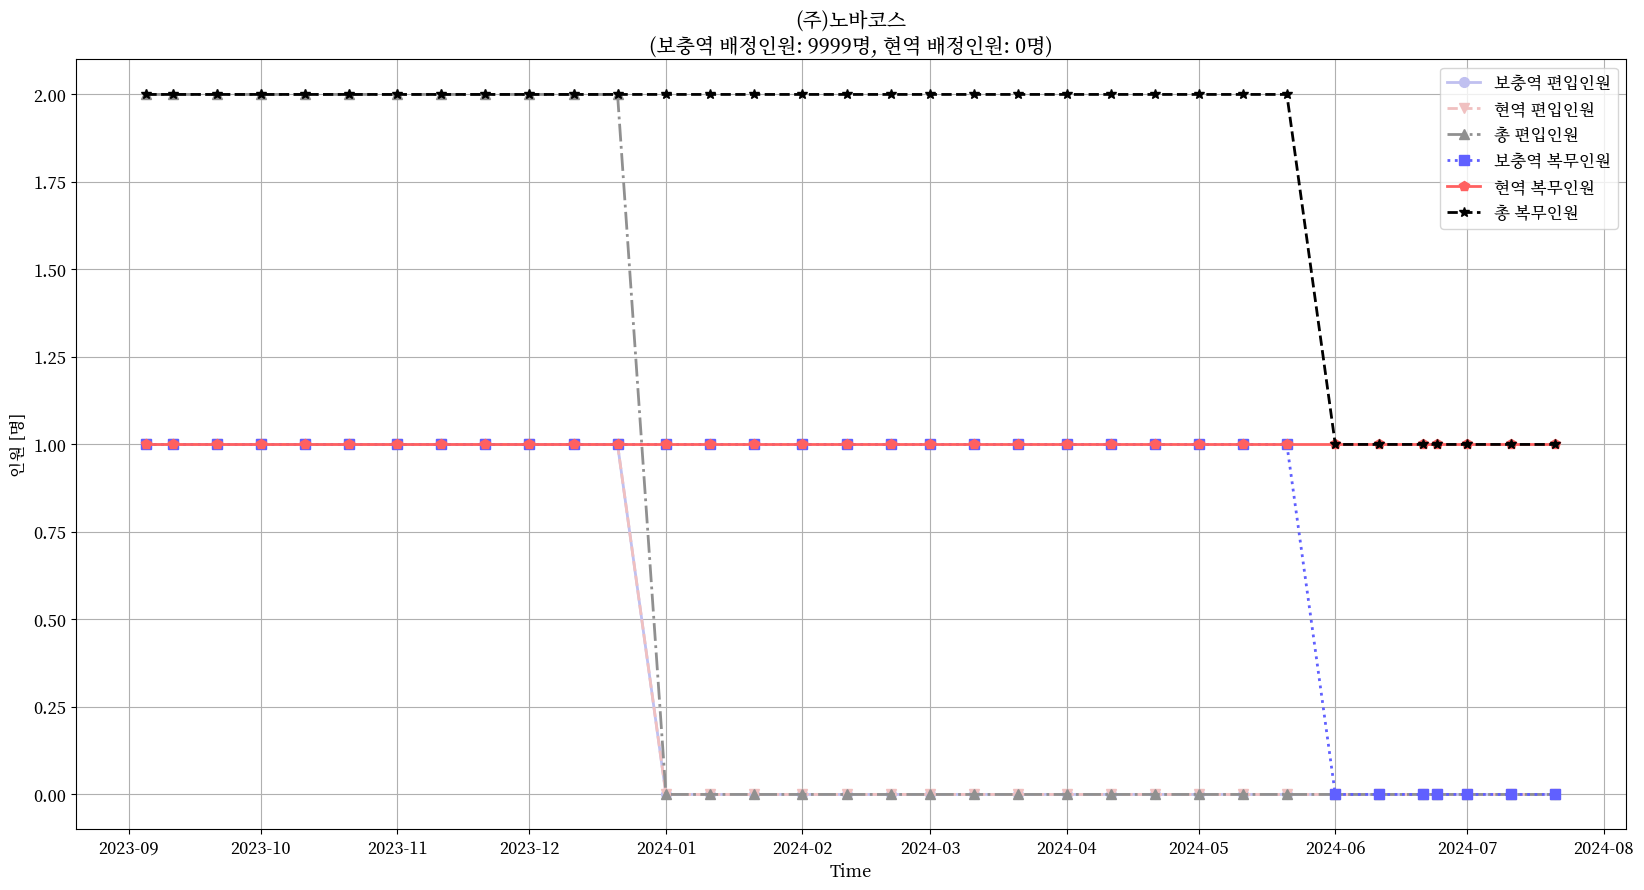 (주)노바코스
(보충역 배정인원: 9999명, 현역 배정인원: 0명)
보충역 편입인원
현역 편입인원
총 편입인원
보충역 복무인원
현역 복무인원
총 복무인원
인원 [명]
2.00
1.75
1.50
1.25
1.00
0.75
0.50
0.25
0.00
2023-09 2023-10 2023-11 2023-12 2024-01 2024-02 2024-03 2024-04 2024-05 2024-06 2024-07 2024-08
Time